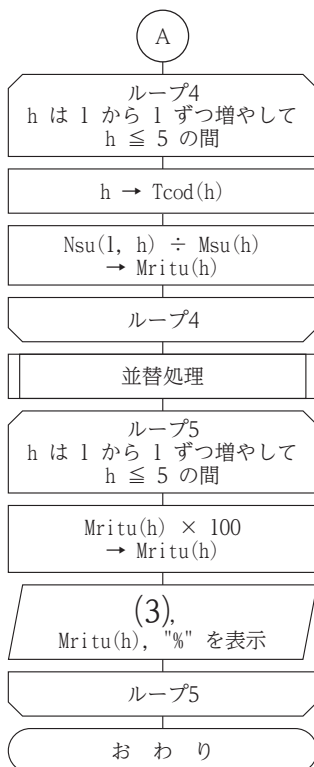 A
ループ4
h は 1 から 1 ずつ増やして
h ≦ 5 の間
h → Tcod(h)
Nsu(1, h) ÷ Msu(h)
→ Mritu(h)
ループ4
並替処理
ループ5
h は 1 から 1 ずつ増やして
h ≦ 5 の間
Mritu(h) × 100
→ Mritu(h)
(3),
Mritu(h), "%" を表示
ループ5
お わ り